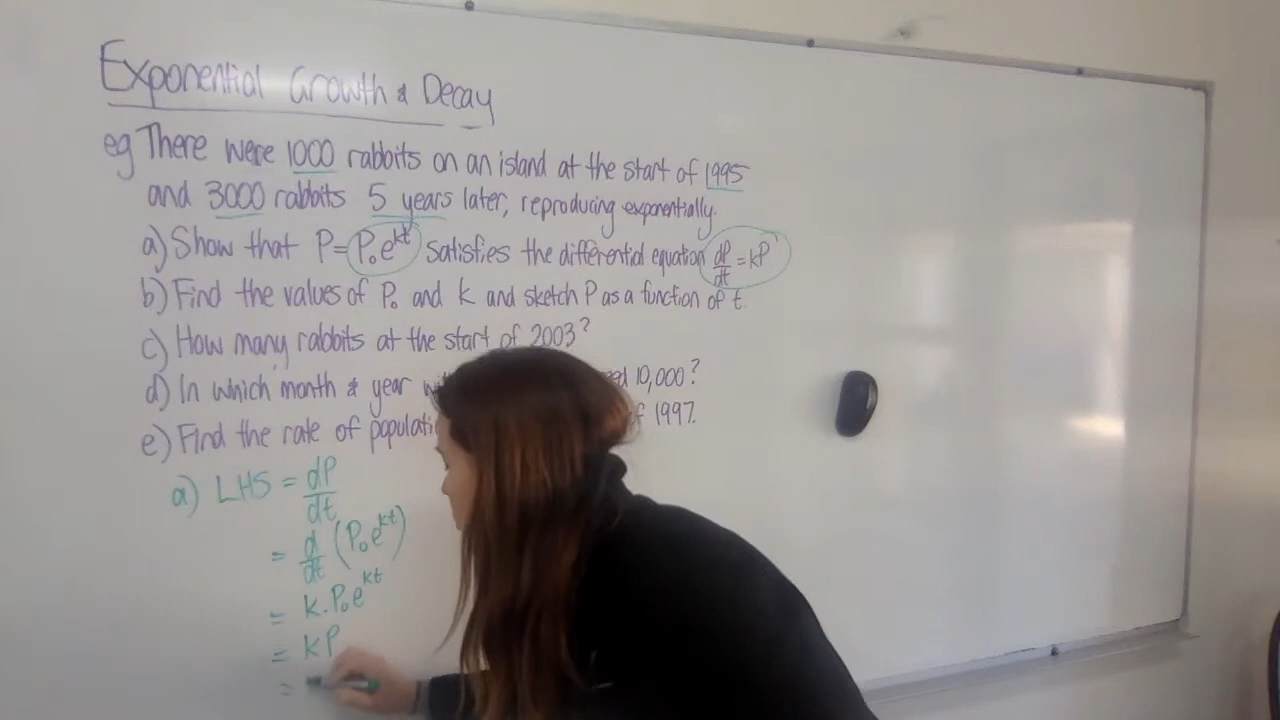 Exponential Growth & Decay
eg There were 1000 rabbits on an island at the start of 1995
and 3000 rabbits 5 years later, reproducing exponentially.
a) Show that P=P₀e^kt satisfies the differential equation dP/dt = kP
b) Find the values of P₀ and k and sketch P as a function of t.
c) How many rabbits at the start of 2003?
d) In which month & year 10,000?
e) Find the rate of 1997.
a) LHS = dP/dt
= d/dt (P₀e^kt)
= k.P₀e^kt
= kP
=